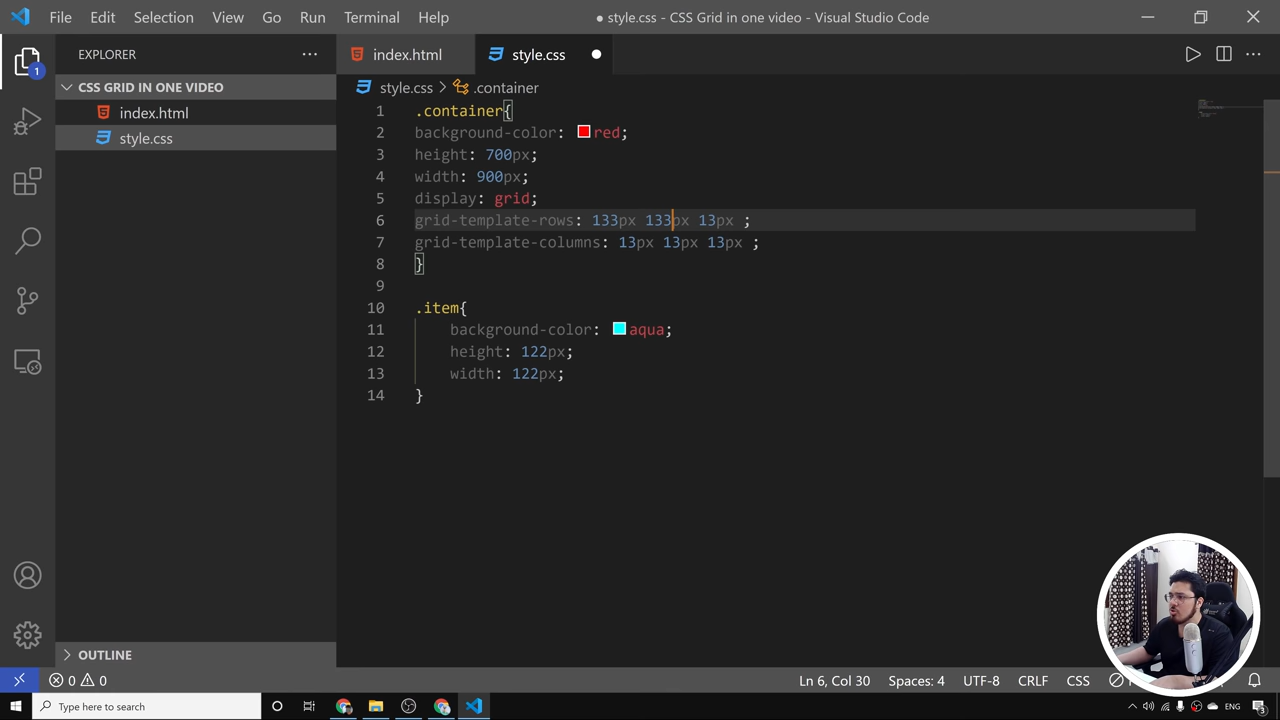 File Edit Selection View Go Run Terminal Help
● style.css - CSS Grid in one video - Visual Studio Code
EXPLORER
CSS GRID IN ONE VIDEO
index.html
style.css
OUTLINE
1
index.html
style.css
style.css > .container
1 .container{
2 background-color: red;
3 height: 700px;
4 width: 900px;
5 display: grid;
6 grid-template-rows: 133px 133px 13px ;
7 grid-template-columns: 13px 13px 13px ;
8 }
9
10 .item{
11 background-color: aqua;
12 height: 122px;
13 width: 122px;
14 }
0 0
Ln 6, Col 30 Spaces: 4 UTF-8 CRLF CSS
Type here to search
ENG
3